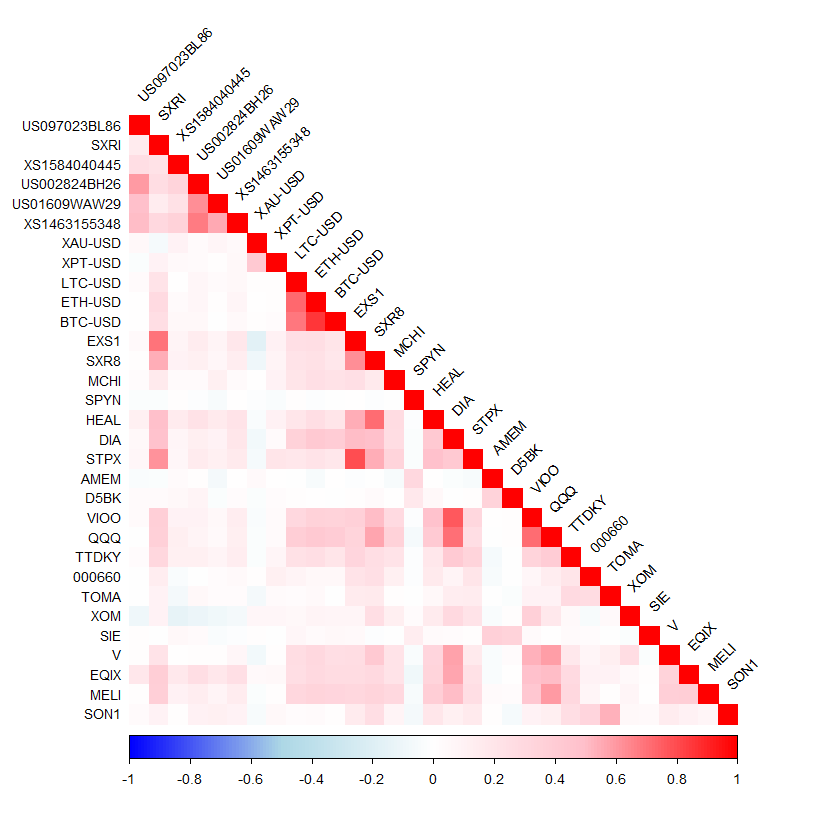 US097023BL86
SXRI
XS1584040445
US002824BH26
US01609WAW29
XS1463155348
XAU-USD
XPT-USD
LTC-USD
ETH-USD
BTC-USD
EXS1
SXR8
MCHI
SPYN
HEAL
DIA
STPX
AMEM
D5BK
VIOO
QQQ
TTDKY
000660
TOMA
XOM
SIE
V
EQIX
MELI
SON1
US097023BL86
SXRI
XS1584040445
US002824BH26
US01609WAW29
XS1463155348
XAU-USD
XPT-USD
LTC-USD
ETH-USD
BTC-USD
EXS1
SXR8
MCHI
SPYN
HEAL
DIA
STPX
AMEM
D5BK
VIOO
QQQ
TTDKY
000660
TOMA
XOM
SIE
V
EQIX
MELI
SON1
-1 -0.8 -0.6 -0.4 -0.2 0 0.2 0.4 0.6 0.8 1